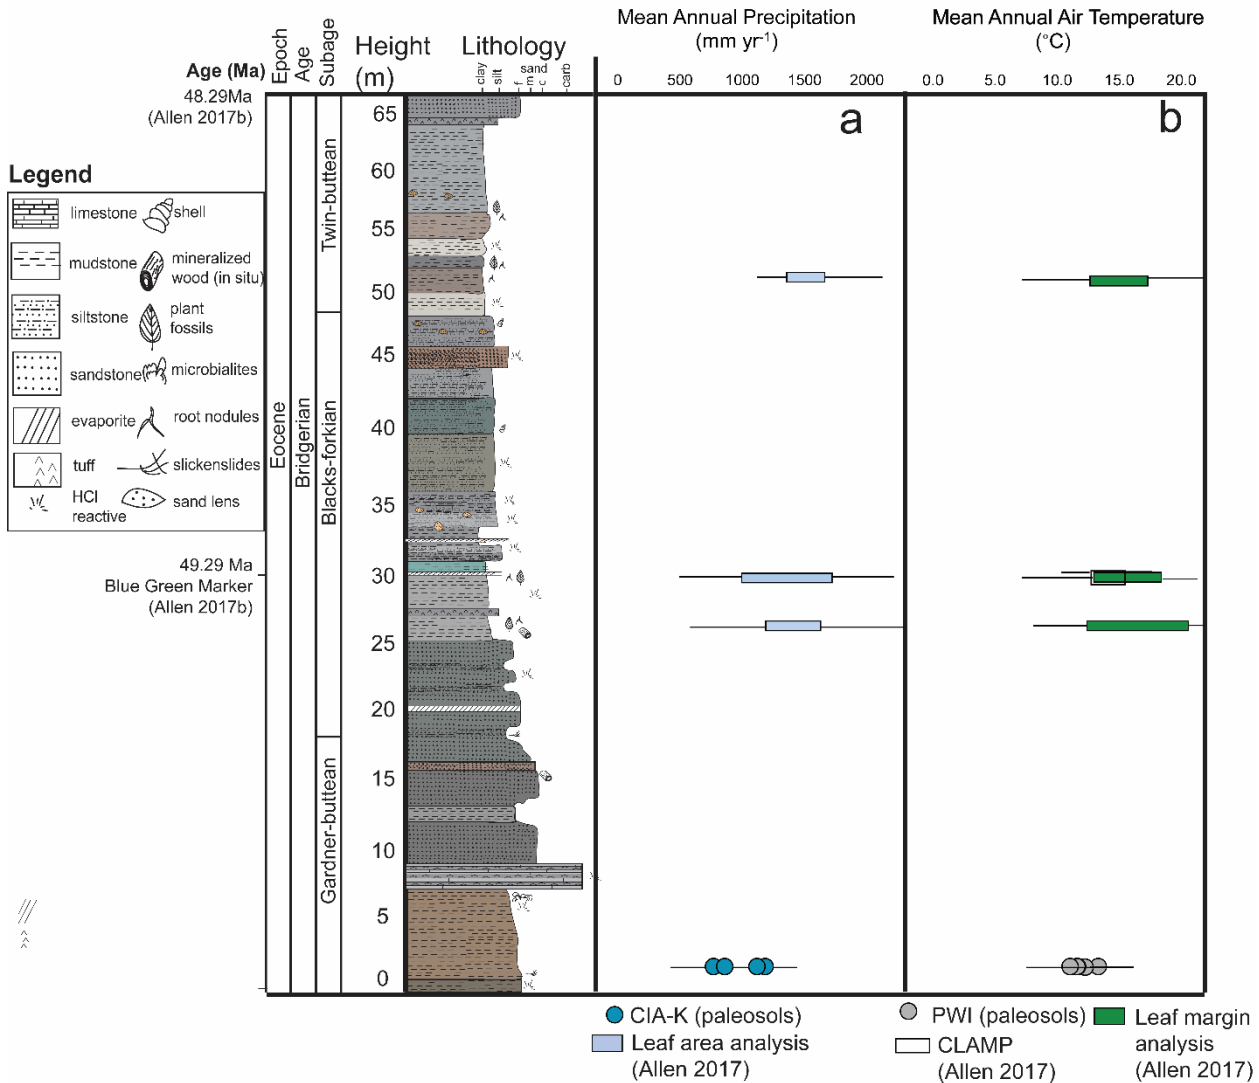 Mean Annual Precipitation
(mm yr-1)
Mean Annual Air Temperature
(°C)
Age (Ma)
Epoch
Age
Subage
Height
(m)
Lithology
clay
silt
f
m
sand
c
carb
0
500
1000
1500
2000
0.0
5.0
10.0
15.0
20.0
48.29Ma
(Allen 2017b)
a
b
65
60
55
50
45
40
35
30
25
20
15
10
5
0
Legend
limestone
shell
mudstone
mineralized
wood (in situ)
siltstone
plant
fossils
sandstone
microbialites
evaporite
root nodules
tuff
slickenslides
HCl
reactive
sand lens
Eocene
Bridgerian
Twin-buttean
Blacks-forkian
Gardner-buttean
49.29 Ma
Blue Green Marker
(Allen 2017b)
CIA-K (paleosols)
Leaf area analysis
(Allen 2017)
PWI (paleosols)
CLAMP
(Allen 2017)
Leaf margin
analysis
(Allen 2017)